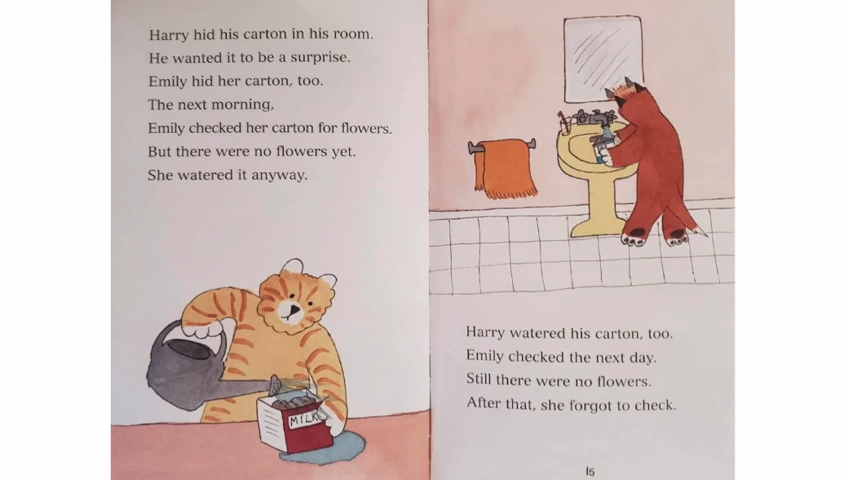 Harry hid his carton in his room.
He wanted it to be a surprise.
Emily hid her carton, too.
The next morning,
Emily checked her carton for flowers.
But there were no flowers yet.
She watered it anyway.
MILK
Harry watered his carton, too.
Emily checked the next day.
Still there were no flowers.
After that, she forgot to check.
15